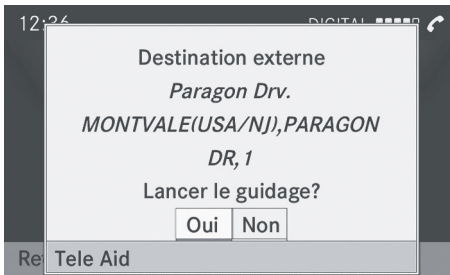 12:36
DIGITAL
Destination externe
Paragon Drv.
MONTVALE(USA/NJ),PARAGON
DR, 1
Lancer le guidage?
Oui Non
Tele Aid